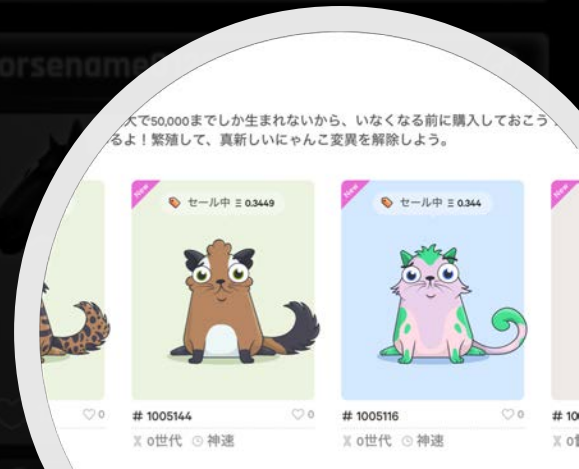 orsename
大で50,000までしか生まれないから、いなくなる前に購入しておこう
るよ！繁殖して、真新しいにゃんこ変異を解除しよう。
New
セール中 Ξ 0.3449
New
セール中 Ξ 0.344
New
0
# 1005144
0
# 1005116
0
# 10
0世代
神速
0世代
神速
0世